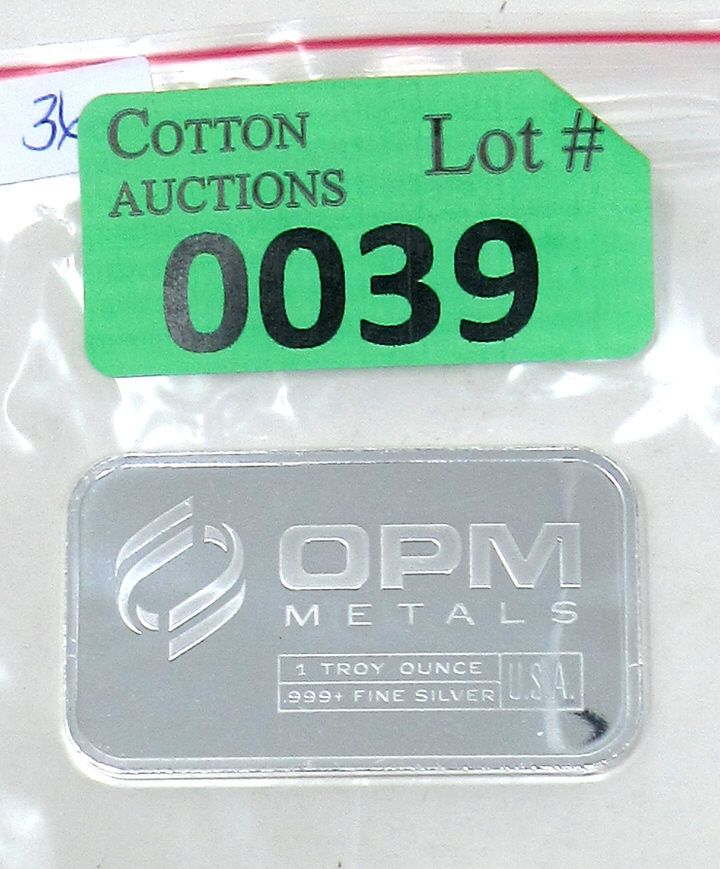 COTTON
AUCTIONS
Lot #
0039
OPM
METALS
1 TROY OUNCE
.999+ FINE SILVER
U.S.A.